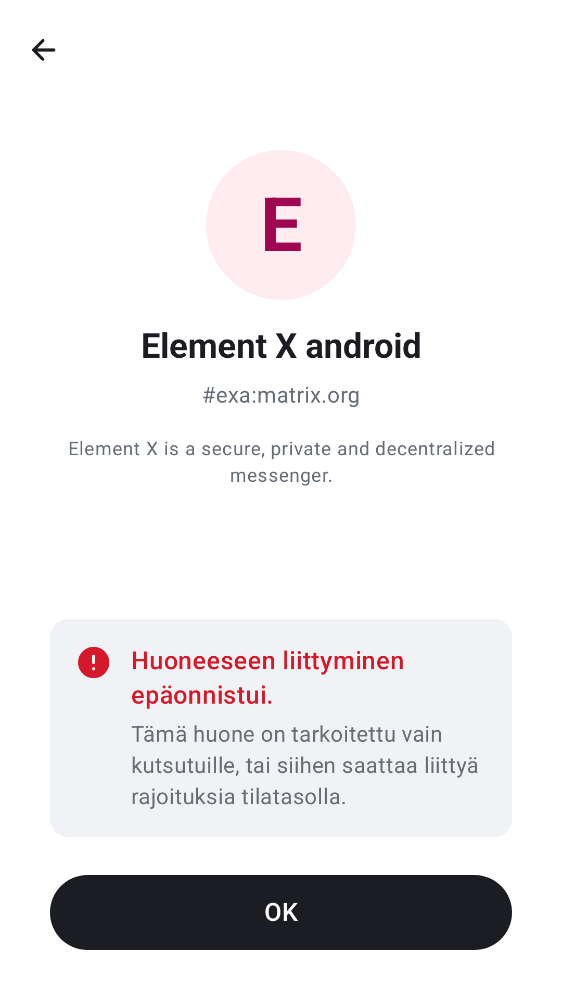 E
Element X android
#exa:matrix.org
Element X is a secure, private and decentralized
messenger.
Huoneeseen liittyminen
epäonnistui.
Tämä huone on tarkoitettu vain
kutsutuille, tai siihen saattaa liittyä
rajoituksia tilatasolla.
OK